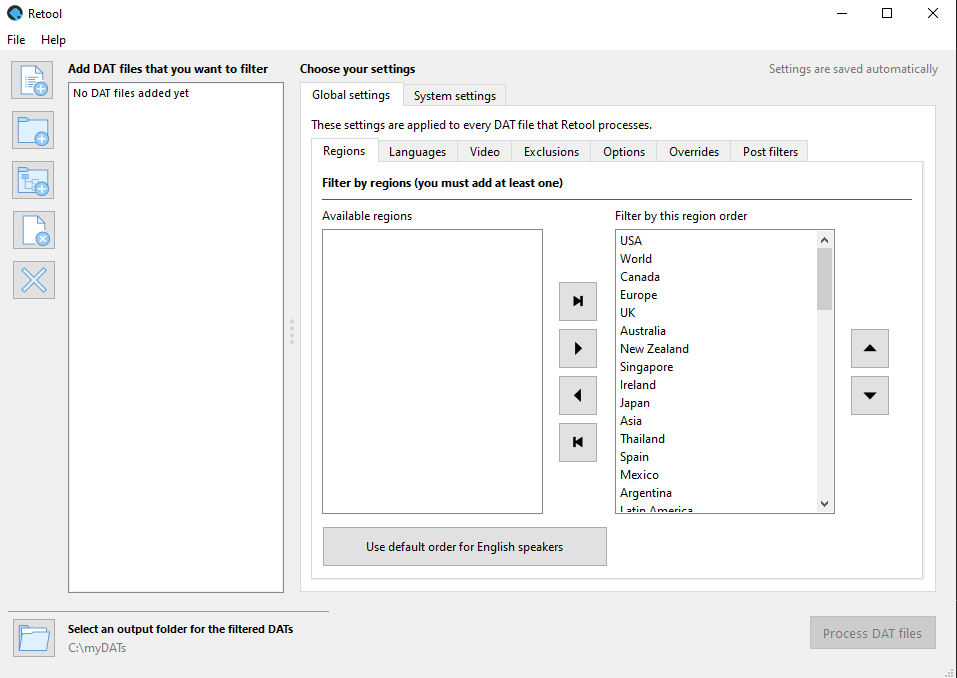 Retool
File Help
Add DAT files that you want to filter
No DAT files added yet
Choose your settings
Settings are saved automatically
Global settings
System settings
These settings are applied to every DAT file that Retool processes.
Regions
Languages
Video
Exclusions
Options
Overrides
Post filters
Filter by regions (you must add at least one)
Available regions
Filter by this region order
USA
World
Canada
Europe
UK
Australia
New Zealand
Singapore
Ireland
Japan
Asia
Thailand
Spain
Mexico
Argentina
Latin America
Use default order for English speakers
Select an output folder for the filtered DATs
C:\myDATs
Process DAT files